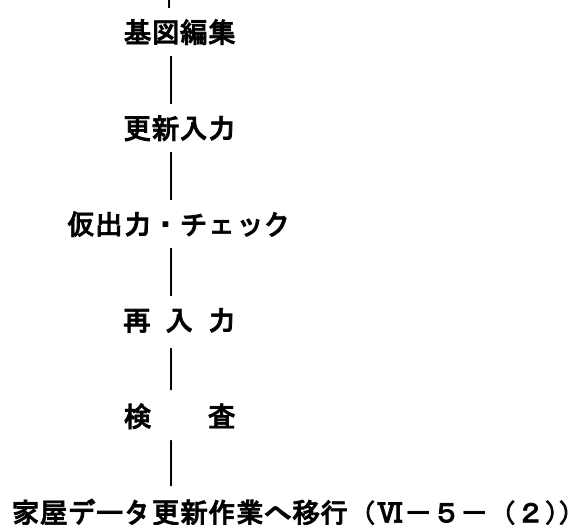 基図編集
更新入力
仮出力・チェック
再 入 力
検　　査
家屋データ更新作業へ移行（Ⅵ－５－（２））